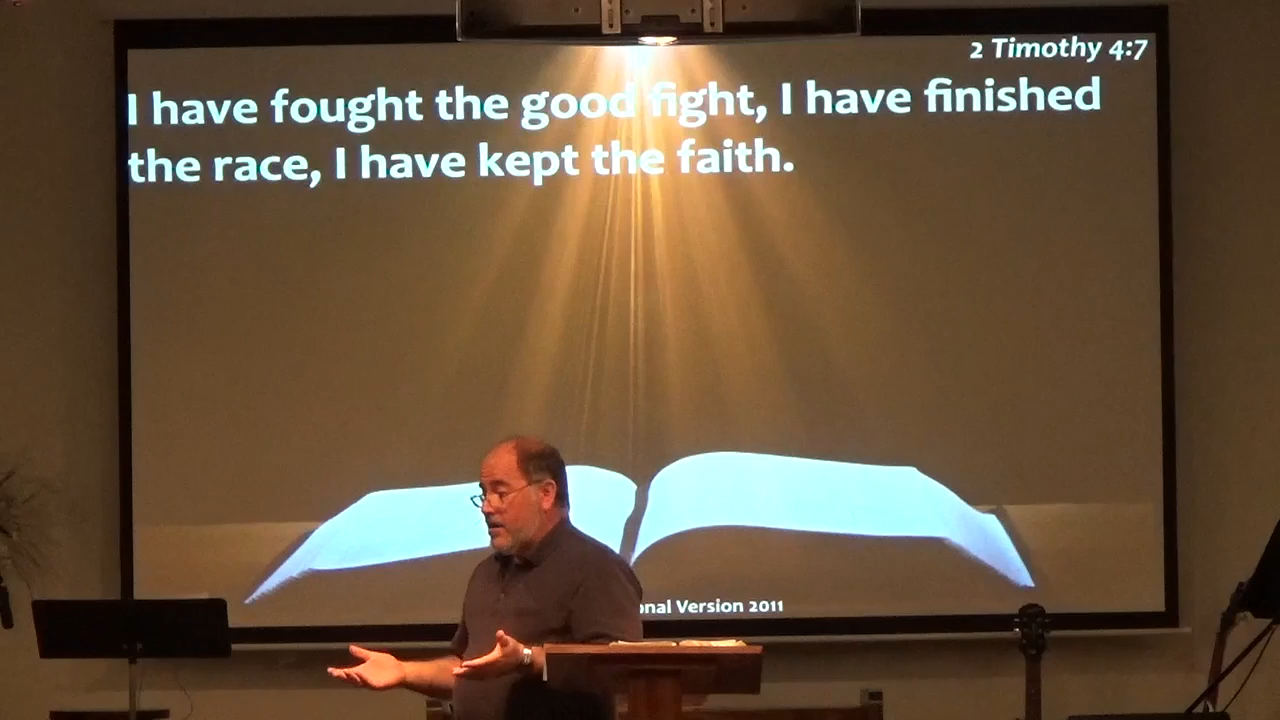 2 Timothy 4:7
I have fought the good fight, I have finished
the race, I have kept the faith.
Version 2011